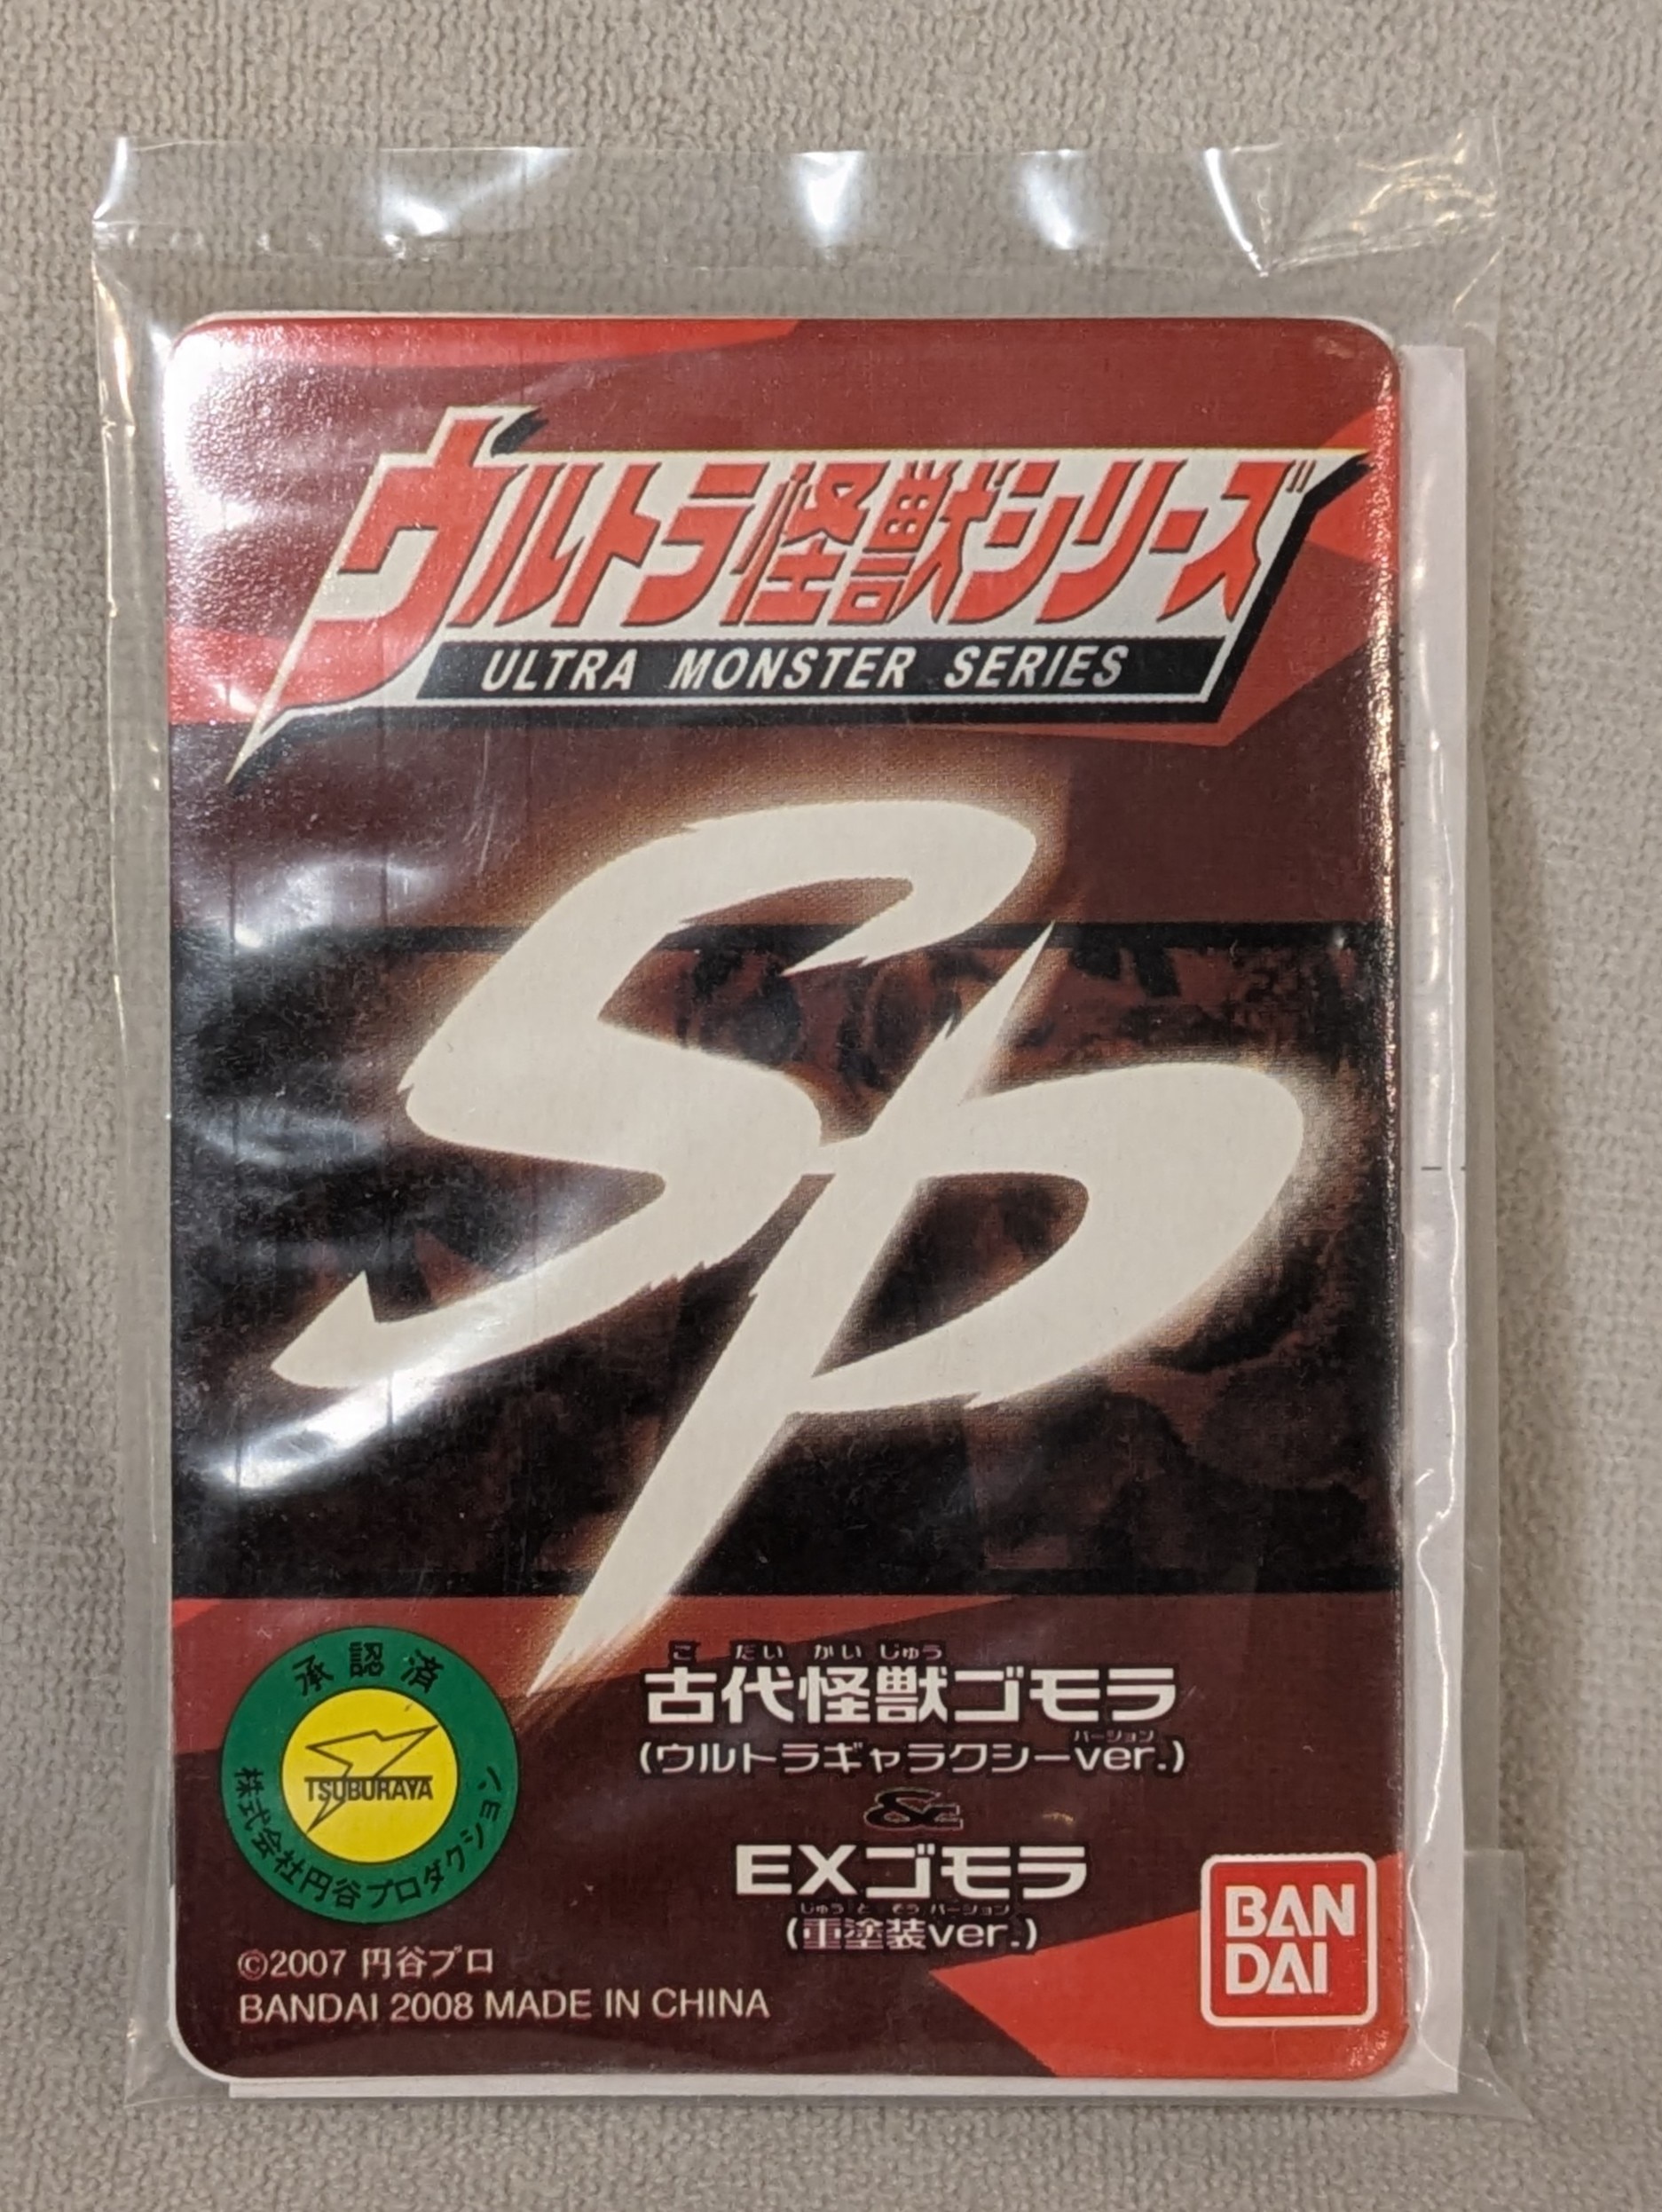 ウルトラ怪獣シリーズ
ULTRA MONSTER SERIES
SP
こだいかいじゅう
古代怪獣ゴモラ
バージョン
(ウルトラギャラクシーver.)
&
EXゴモラ
じゅうとそうバージョン
(重塗装ver.)
承認済
TSUBURAYA
株式会社円谷プロダクション
©2007 円谷プロ
BANDAI 2008 MADE IN CHINA
BAN
DAI